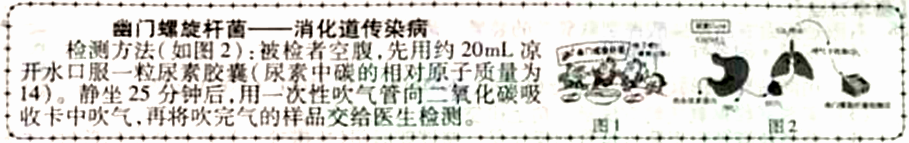 幽门螺旋杆菌——消化道传染病
检测方法(如图2):被检者空腹,先用约20mL凉
开水口服一粒尿素胶囊(尿素中碳的相对原子质量为
14)。静坐25分钟后,用一次性吹气管向二氧化碳吸
收卡中吹气,再将吹完气的样品交给医生检测。
图1
图2